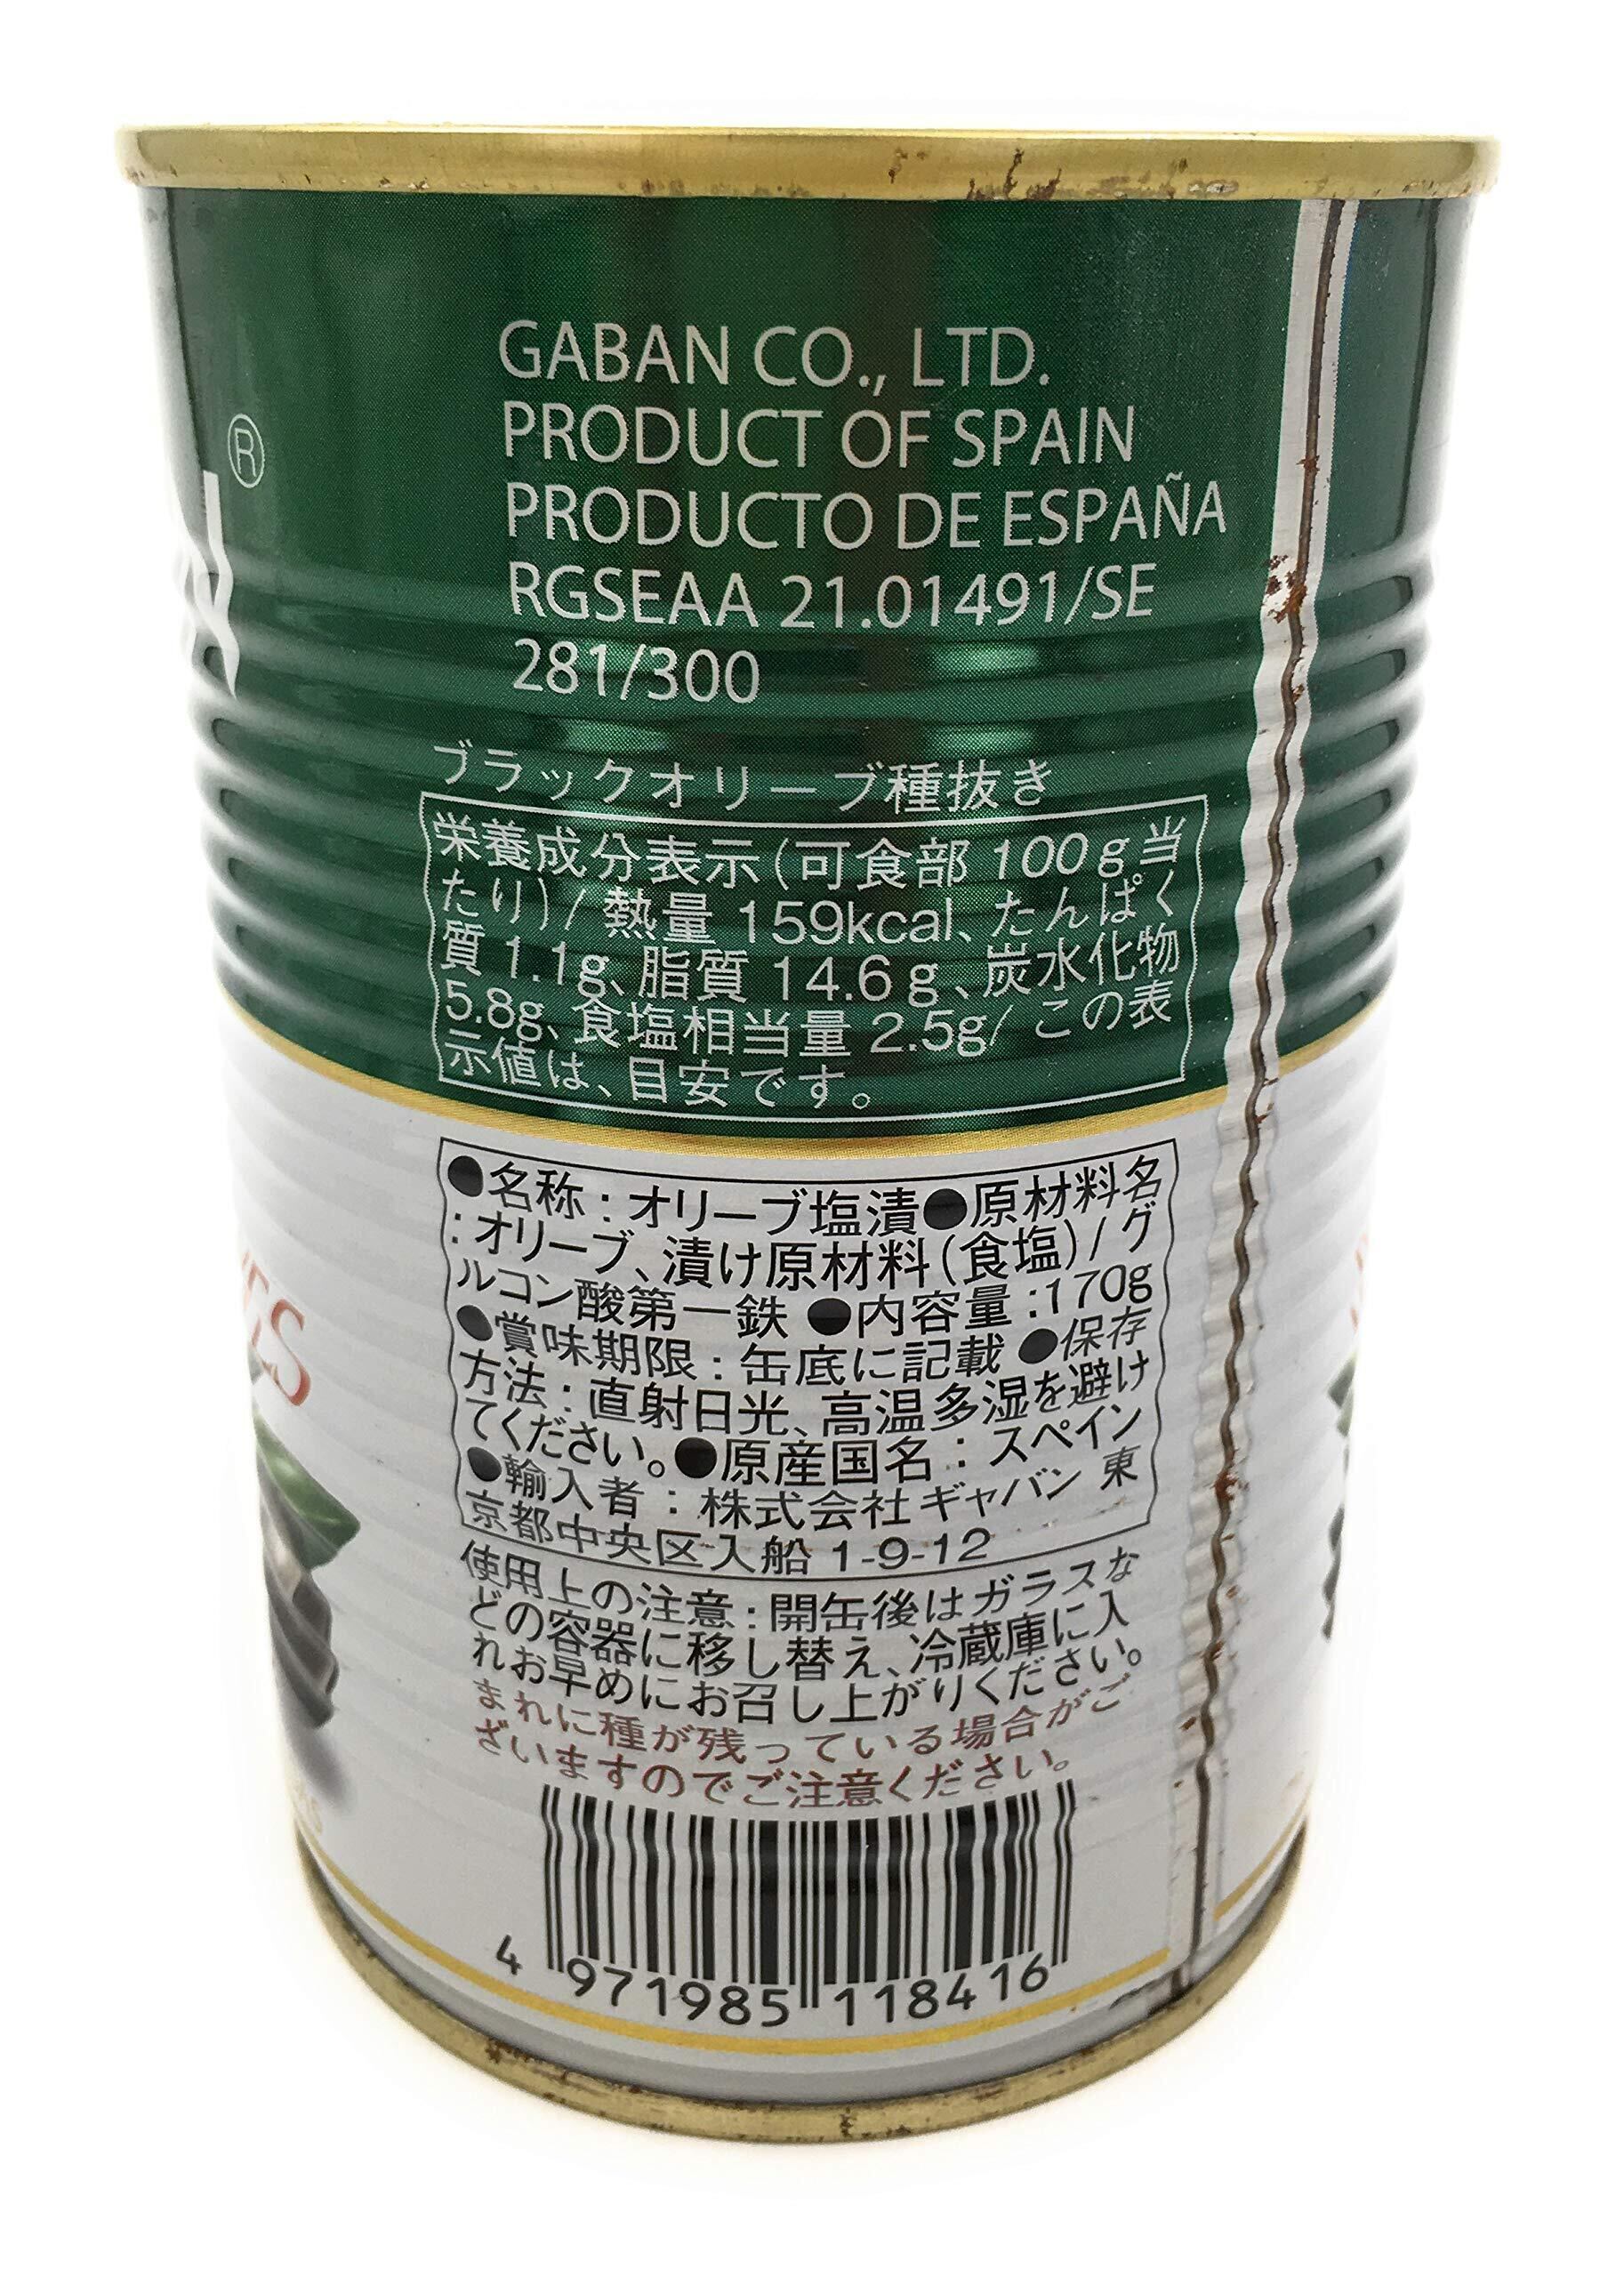 ®
GABAN CO., LTD.
PRODUCT OF SPAIN
PRODUCTO DE ESPAÑA
RGSEAA 21.01491/SE
281/300
ブラックオリーブ種抜き
栄養成分表示(可食部 100g当
たり)/ 熱量 159kcal、たんぱく
質 1.1g、脂質 14.6g、炭水化物
5.8g、食塩相当量 2.5g/ この表
示値は、目安です。
●名称:オリーブ塩漬●原材料名
:オリーブ、漬け原材料(食塩)/グ
ルコン酸第一鉄 ●内容量:170g
●賞味期限:缶底に記載 ●保存
方法:直射日光、高温多湿を避け
てください。●原産国名:スペイン
●輸入者:株式会社ギャバン 東
京都中央区入船 1-9-12
使用上の注意:開缶後はガラスな
どの容器に移し替え、冷蔵庫に入
れお早めにお召し上がりください。
まれに種が残っている場合がご
ざいますのでご注意ください。
4 971985 118416